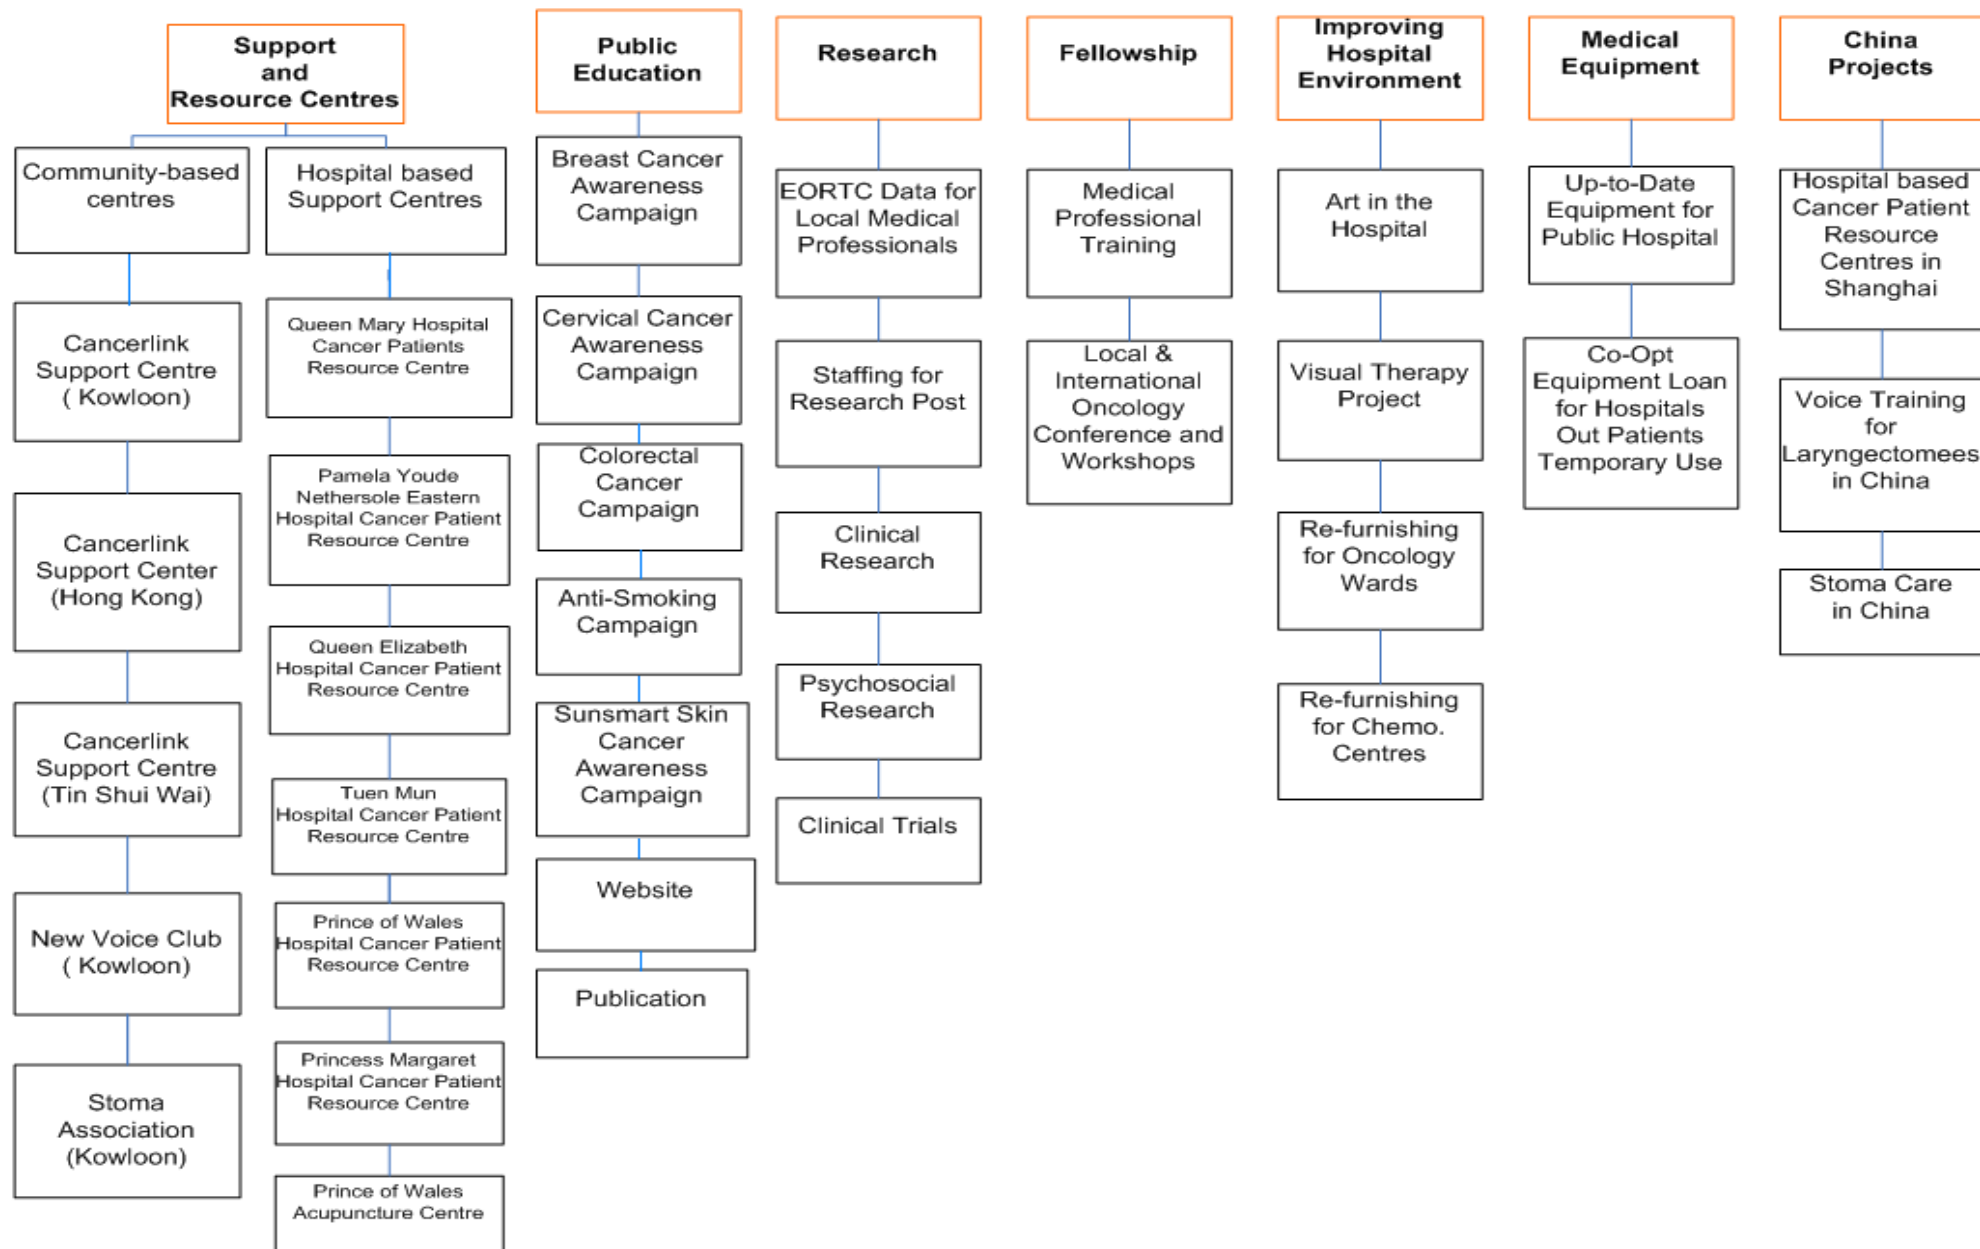 Support
and
Resource Centres
Community-based
centres
Cancerlink
Support Centre
( Kowloon)
Cancerlink
Support Center
(Hong Kong)
Cancerlink
Support Centre
(Tin Shui Wai)
New Voice Club
( Kowloon)
Stoma
Association
(Kowloon)
Hospital based
Support Centres
Queen Mary Hospital
Cancer Patients
Resource Centre
Pamela Youde
Nethersole Eastern
Hospital Cancer Patient
Resource Centre
Queen Elizabeth
Hospital Cancer Patient
Resource Centre
Tuen Mun
Hospital Cancer Patient
Resource Centre
Prince of Wales
Hospital Cancer Patient
Resource Centre
Princess Margaret
Hospital Cancer Patient
Resource Centre
Prince of Wales
Acupuncture Centre
Public
Education
Breast Cancer
Awareness
Campaign
Cervical Cancer
Awareness
Campaign
Colorectal
Cancer
Campaign
Anti-Smoking
Campaign
Sunsmart Skin
Cancer
Awareness
Campaign
Website
Publication
Research
EORTC Data for
Local Medical
Professionals
Staffing for
Research Post
Clinical
Research
Psychosocial
Research
Clinical Trials
Fellowship
Medical
Professional
Training
Local &
International
Oncology
Conference and
Workshops
Improving
Hospital
Environment
Art in the
Hospital
Visual Therapy
Project
Re-furnishing
for Oncology
Wards
Re-furnishing
for Chemo.
Centres
Medical
Equipment
Up-to-Date
Equipment for
Public Hospital
Co-Opt
Equipment Loan
for Hospitals
Out Patients
Temporary Use
China
Projects
Hospital based
Cancer Patient
Resource
Centres in
Shanghai
Voice Training
for
Laryngectomees
in China
Stoma Care
in China